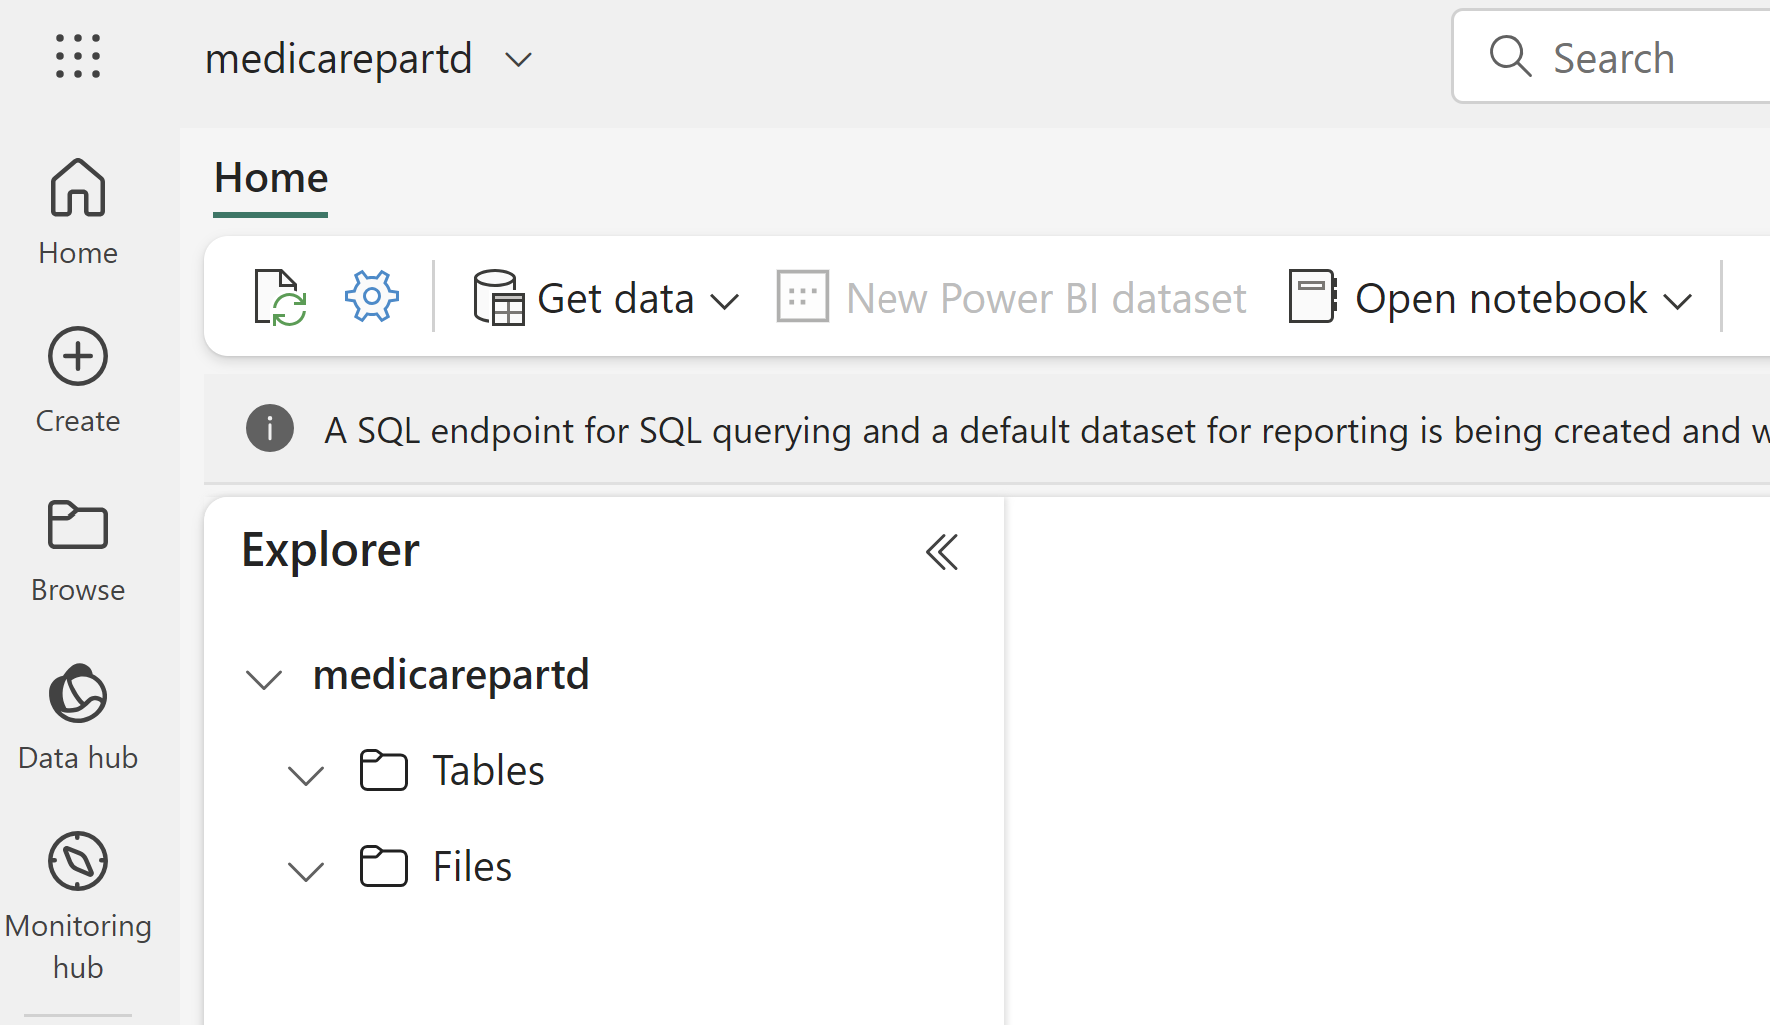 medicarepartd
Search
Home
Home
Get data
New Power BI dataset
Open notebook
Create
A SQL endpoint for SQL querying and a default dataset for reporting is being created and
Explorer
Browse
medicarepartd
Data hub
Tables
Files
Monitoring
hub